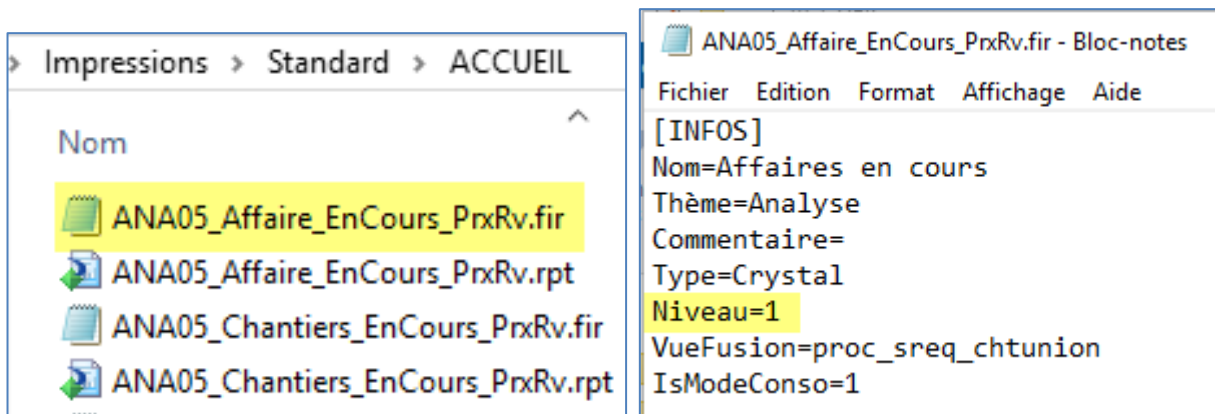 > Impressions > Standard > ACCUEIL
Nom
ANA05_Affaire_EnCours_PrxRv.fir
ANA05_Affaire_EnCours_PrxRv.rpt
ANA05_Chantiers_EnCours_PrxRv.fir
ANA05_Chantiers_EnCours_PrxRv.rpt
ANA05_Affaire_EnCours_PrxRv.fir - Bloc-notes
Fichier Edition Format Affichage Aide
[INFOS]
Nom=Affaires en cours
Thème=Analyse
Commentaire=
Type=Crystal
Niveau=1
VueFusion=proc_sreq_chtunion
IsModeConso=1